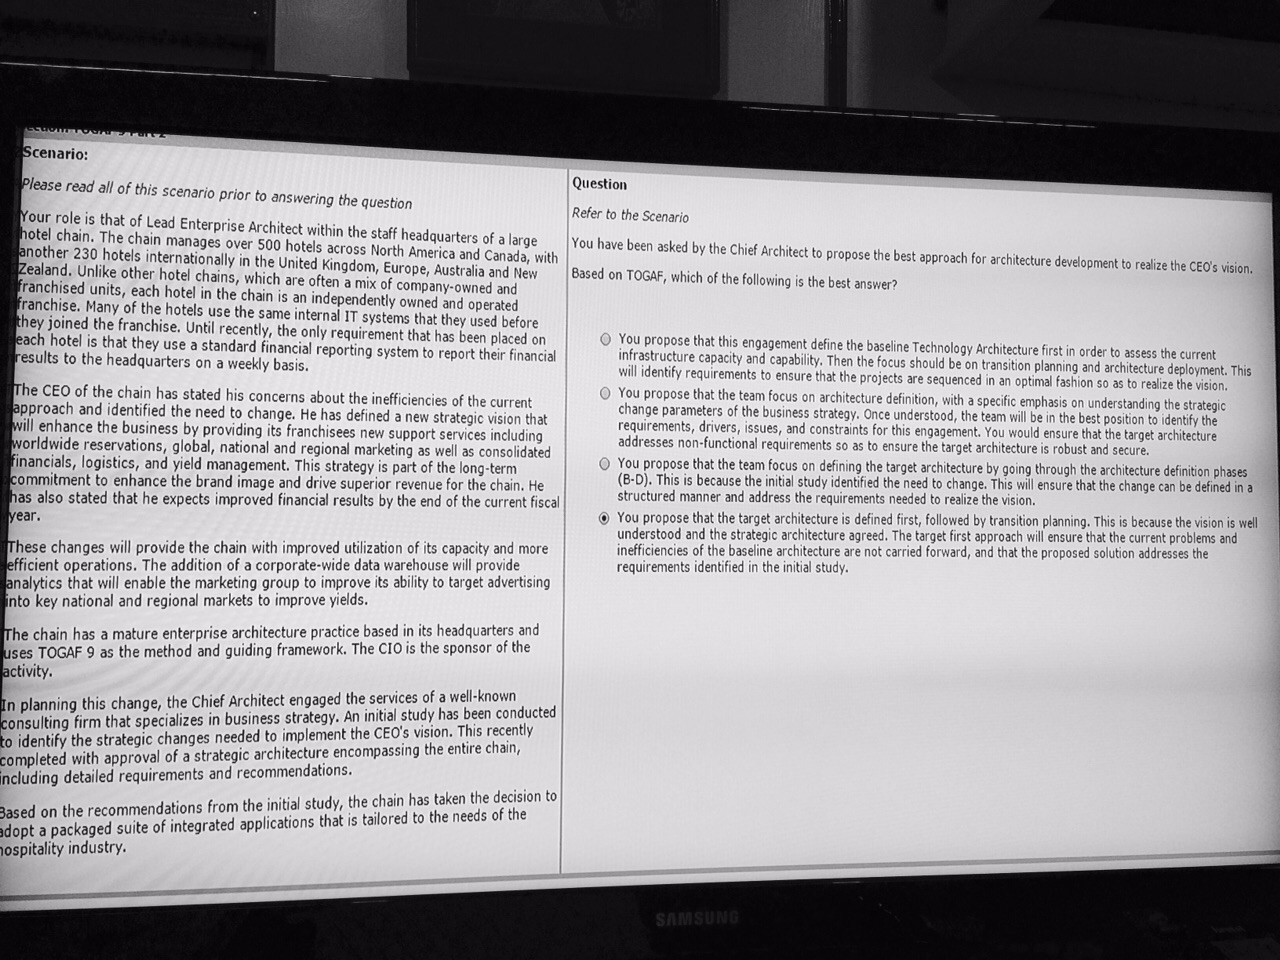 Scenario:
Please read all of this scenario prior to answering the question
Your role is that of Lead Enterprise Architect within the staff headquarters of a large
hotel chain. The chain manages over 500 hotels across North America and Canada, with
another 230 hotels internationally in the United Kingdom, Europe, Australia and New
Zealand. Unlike other hotel chains, which are often a mix of company-owned and
franchised units, each hotel in the chain is an independently owned and operated
franchise. Many of the hotels use the same internal IT systems that they used before
they joined the franchise. Until recently, the only requirement that has been placed on
each hotel is that they use a standard financial reporting system to report their financial
results to the headquarters on a weekly basis.
The CEO of the chain has stated his concerns about the inefficiencies of the current
approach and identified the need to change. He has defined a new strategic vision that
will enhance the business by providing its franchisees new support services including
worldwide reservations, global, national and regional marketing as well as consolidated
financials, logistics, and yield management. This strategy is part of the long-term
commitment to enhance the brand image and drive superior revenue for the chain. He
has also stated that he expects improved financial results by the end of the current fiscal
year.
These changes will provide the chain with improved utilization of its capacity and more
efficient operations. The addition of a corporate-wide data warehouse will provide
analytics that will enable the marketing group to improve its ability to target advertising
into key national and regional markets to improve yields.
The chain has a mature enterprise architecture practice based in its headquarters and
uses TOGAF 9 as the method and guiding framework. The CIO is the sponsor of the
activity.
In planning this change, the Chief Architect engaged the services of a well-known
consulting firm that specializes in business strategy. An initial study has been conducted
to identify the strategic changes needed to implement the CEO's vision. This recently
completed with approval of a strategic architecture encompassing the entire chain,
including detailed requirements and recommendations.
Based on the recommendations from the initial study, the chain has taken the decision to
adopt a packaged suite of integrated applications that is tailored to the needs of the
hospitality industry.
Question
Refer to the Scenario
You have been asked by the Chief Architect to propose the best approach for architecture development to realize the CEO's vision.
Based on TOGAF, which of the following is the best answer?
You propose that this engagement define the baseline Technology Architecture first in order to assess the current
infrastructure capacity and capability. Then the focus should be on transition planning and architecture deployment. This
will identify requirements to ensure that the projects are sequenced in an optimal fashion so as to realize the vision.
You propose that the team focus on architecture definition, with a specific emphasis on understanding the strategic
change parameters of the business strategy. Once understood, the team will be in the best position to identify the
requirements, drivers, issues, and constraints for this engagement. You would ensure that the target architecture
addresses non-functional requirements so as to ensure the target architecture is robust and secure.
You propose that the team focus on defining the target architecture by going through the architecture definition phases
(B-D). This is because the initial study identified the need to change. This will ensure that the change can be defined in a
structured manner and address the requirements needed to realize the vision.
You propose that the target architecture is defined first, followed by transition planning. This is because the vision is well
understood and the strategic architecture agreed. The target first approach will ensure that the current problems and
inefficiencies of the baseline architecture are not carried forward, and that the proposed solution addresses the
requirements identified in the initial study.
SAMSUNG